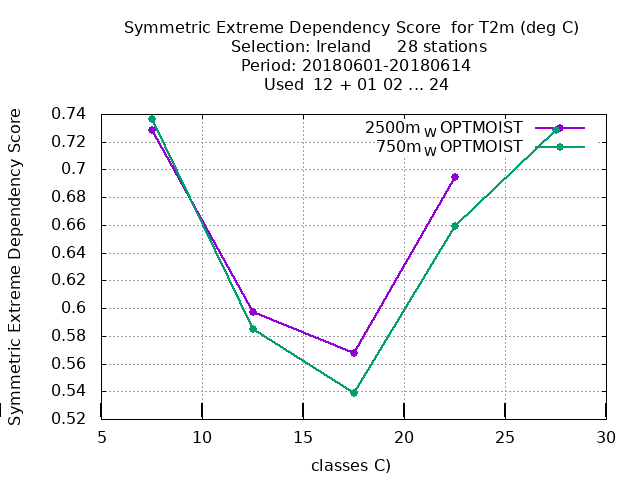 Symmetric Extreme Dependency Score for T2m (deg C)
Selection: Ireland 28 stations
Period: 20180601-20180614
Used 12 + 01 02 ... 24
Symmetric Extreme Dependency Score
0.74
0.72
0.7
0.68
0.66
0.64
0.62
0.6
0.58
0.56
0.54
0.52
2500m_W OPTMOIST
750m_W OPTMOIST
5 10 15 20 25 30
classes C)